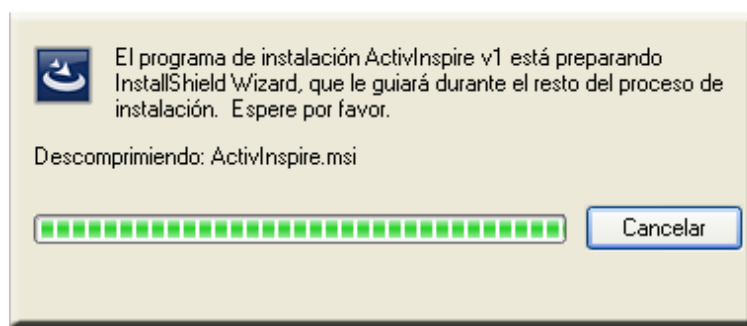 El programa de instalación ActivInspire v1 está preparando
InstallShield Wizard, que le guiará durante el resto del proceso de
instalación.  Espere por favor.
Descomprimiendo: ActivInspire.msi
Cancelar